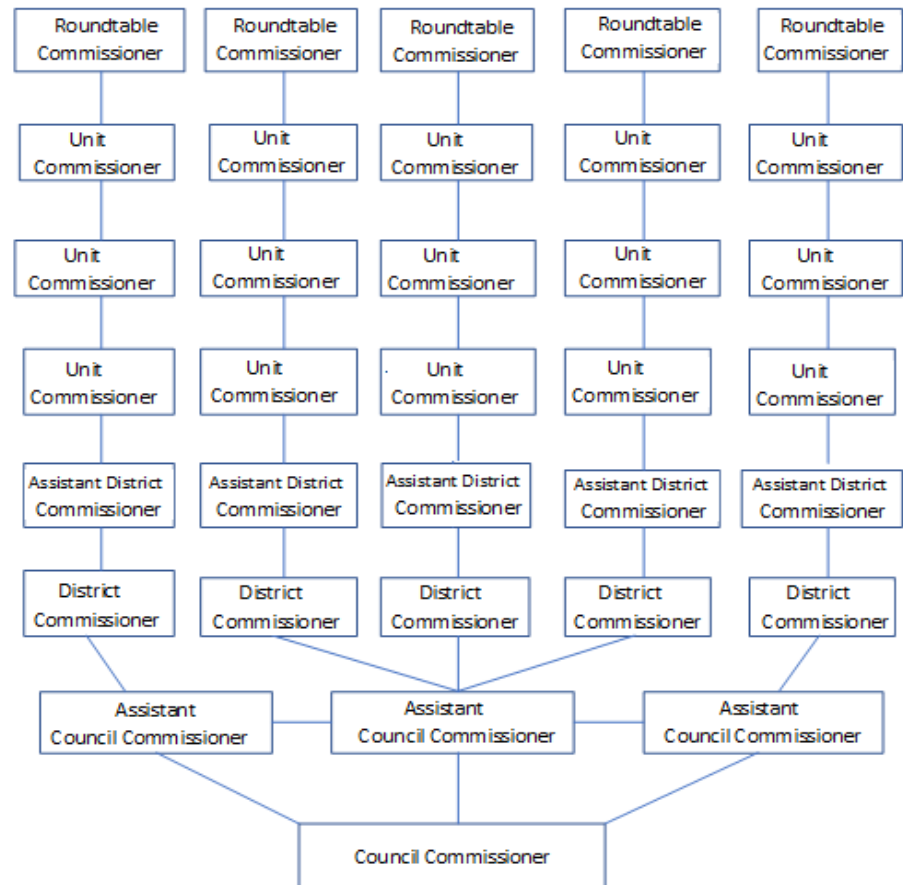 Roundtable
Commissioner
Roundtable
Commissioner
Roundtable
Commissioner
Roundtable
Commissioner
Roundtable
Commissioner
Unit
Commissioner
Unit
Commissioner
Unit
Commissioner
Unit
Commissioner
Unit
Commissioner
Unit
Commissioner
Unit
Commissioner
Unit
Commissioner
Unit
Commissioner
Unit
Commissioner
Unit
Commissioner
Unit
Commissioner
Unit
Commissioner
Unit
Commissioner
Unit
Commissioner
Assistant District
Commissioner
Assistant District
Commissioner
Assistant District
Commissioner
Assistant District
Commissioner
Assistant District
Commissioner
District
Commissioner
District
Commissioner
District
Commissioner
District
Commissioner
District
Commissioner
Assistant
Council Commissioner
Assistant
Council Commissioner
Assistant
Council Commissioner
Council Commissioner